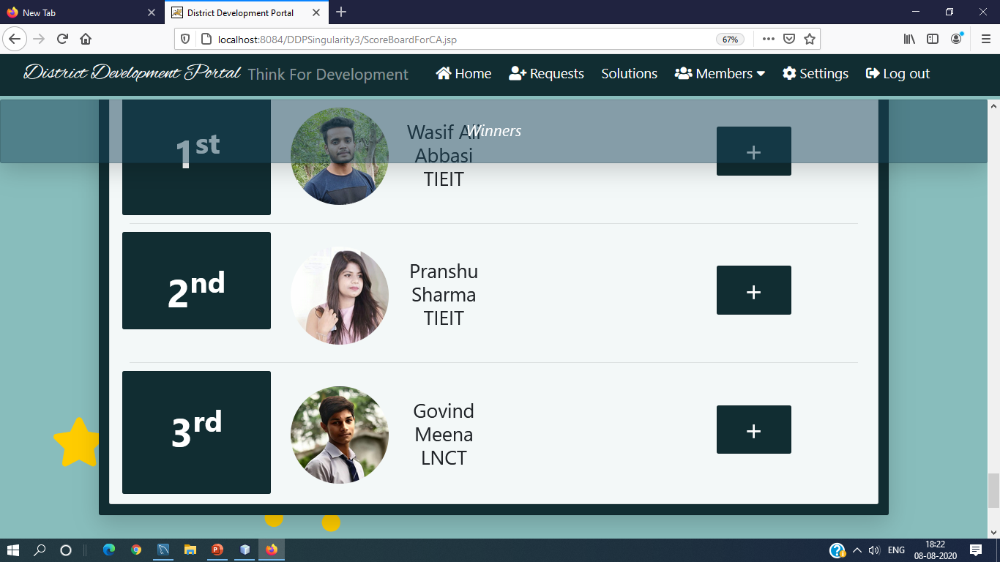 New Tab
District Development Portal
localhost:8084/DDPSingularity3/ScoreBoardForCA.jsp
67%
District Development Portal Think For Development Home Requests Solutions Members Settings Log out
Winners
1st
Wasif Ali
Abbasi
TIEIT
+
2nd
Pranshu
Sharma
TIEIT
+
3rd
Govind
Meena
LNCT
+
ENG
18:22
08-08-2020